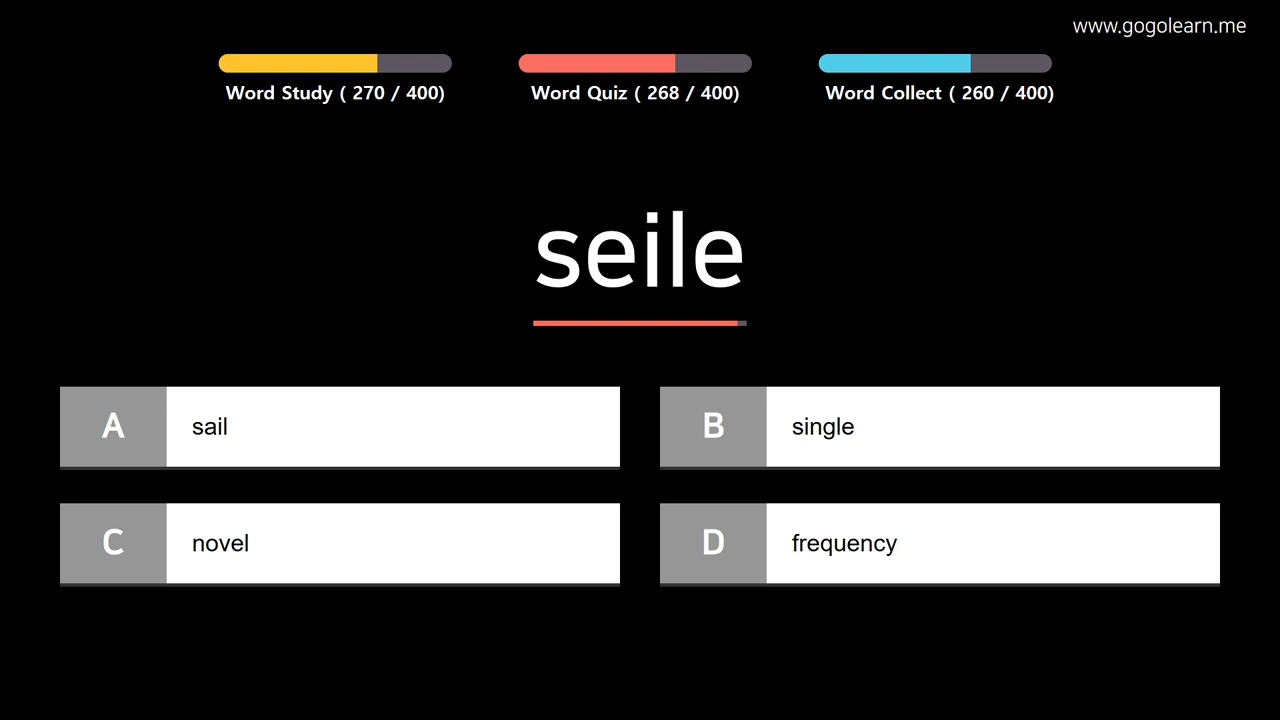 www.gogolearn.me
Word Study ( 270 / 400)
Word Quiz ( 268 / 400)
Word Collect ( 260 / 400)
seile
A sail
B single
C novel
D frequency